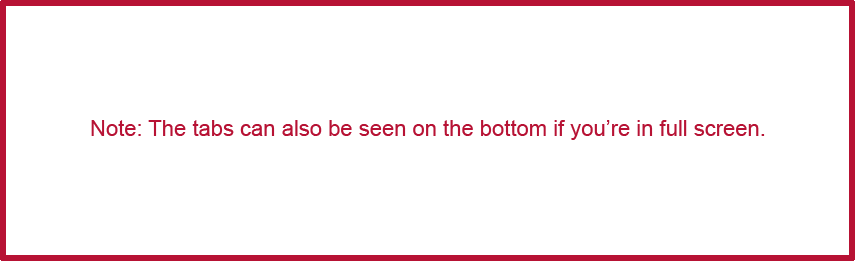 Note: The tabs can also be seen on the bottom if you’re in full screen.